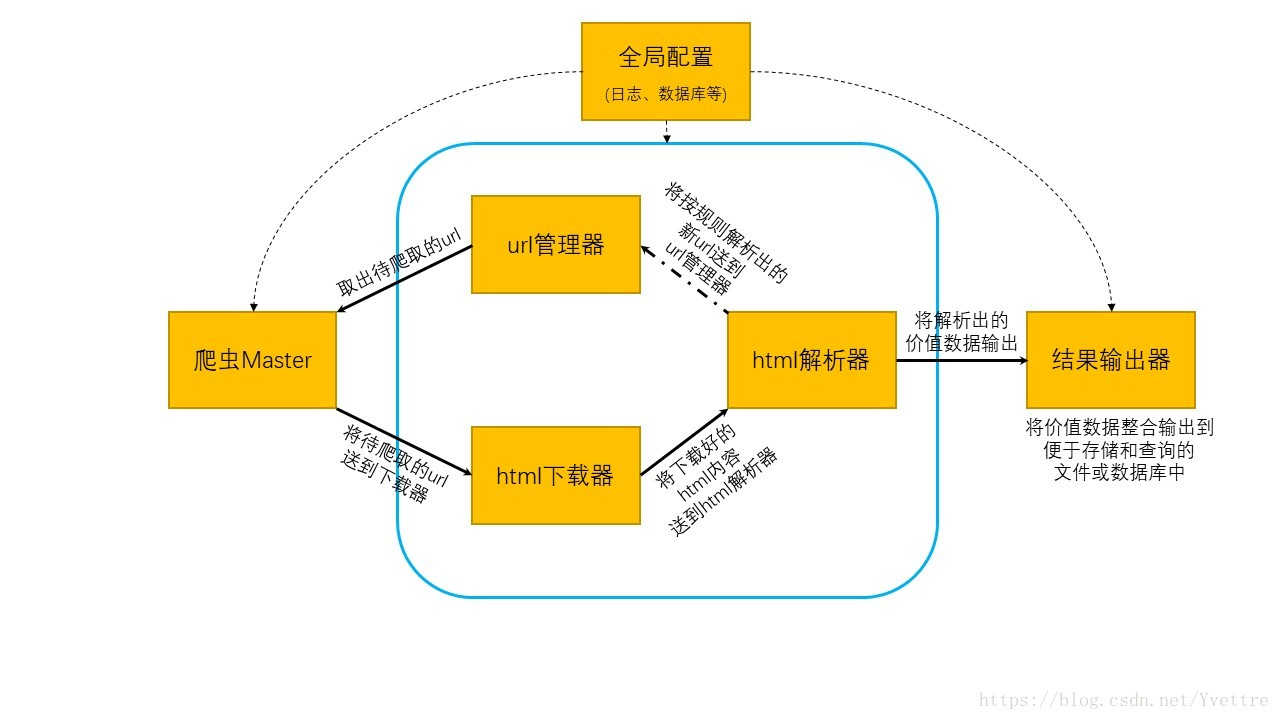 全局配置
(日志、数据库等)
url管理器
取出待爬取的url
将按规则解析出的
新url送到
url管理器
爬虫Master
html解析器
将解析出的
价值数据输出
结果输出器
将价值数据整合输出到
便于存储和查询的
文件或数据库中
将待爬取的url
送到下载器
html下载器
将下载好的
html内容
送到html解析器
https://blog.csdn.net/Yvettre